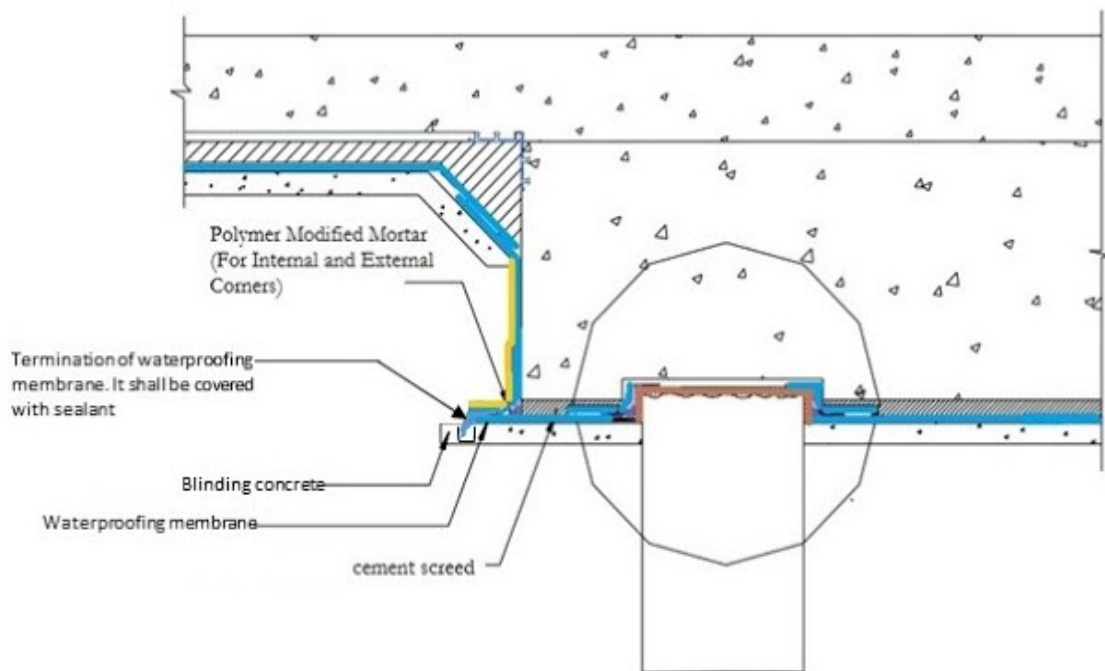 Polymer Modified Mortar
(For Internal and External
Corners)
Termination of waterproofing
membrane. It shall be covered
with sealant
Blinding concrete
Waterproofing membrane
cement screed